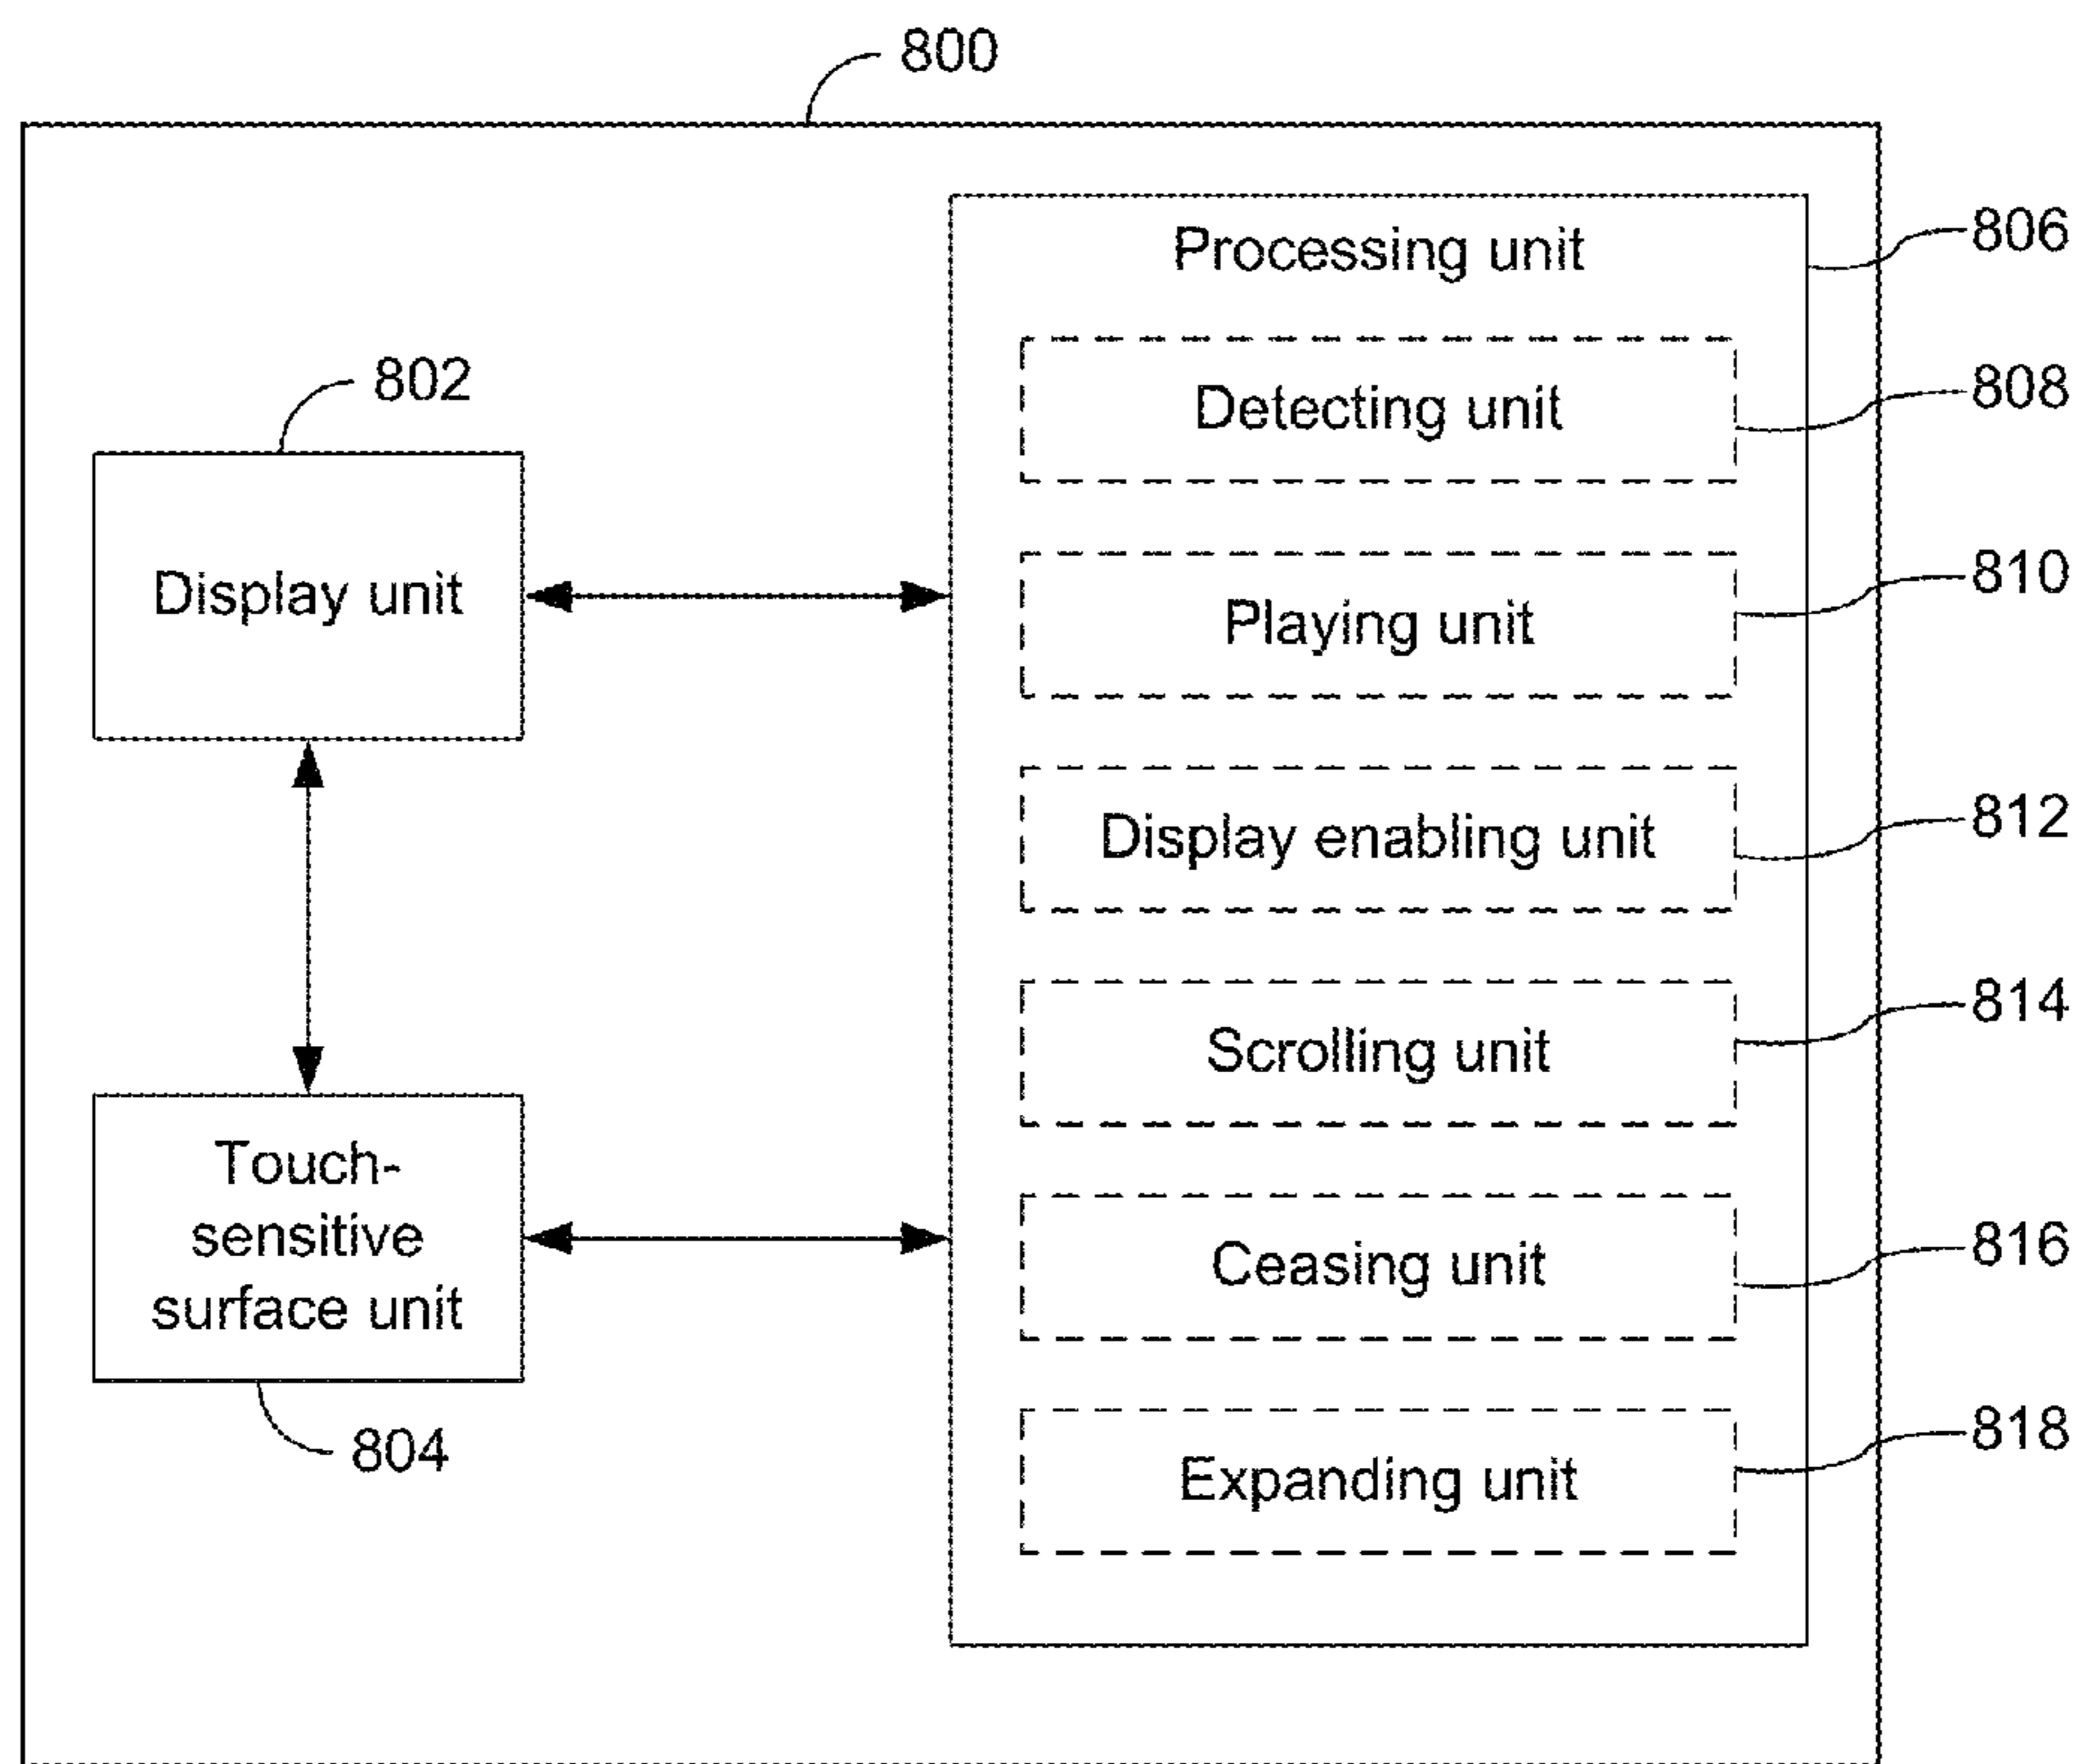 800
Processing unit
806
Detecting unit
808
802
Display unit
Playing unit
810
Display enabling unit
812
Scrolling unit
814
Touch-
sensitive
surface unit
804
Ceasing unit
816
Expanding unit
818